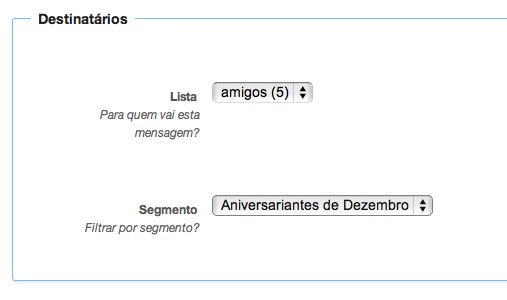 Destinatários
Lista
amigos (5)
Para quem vai esta
mensagem?
Segmento
Aniversariantes de Dezembro
Filtrar por segmento?